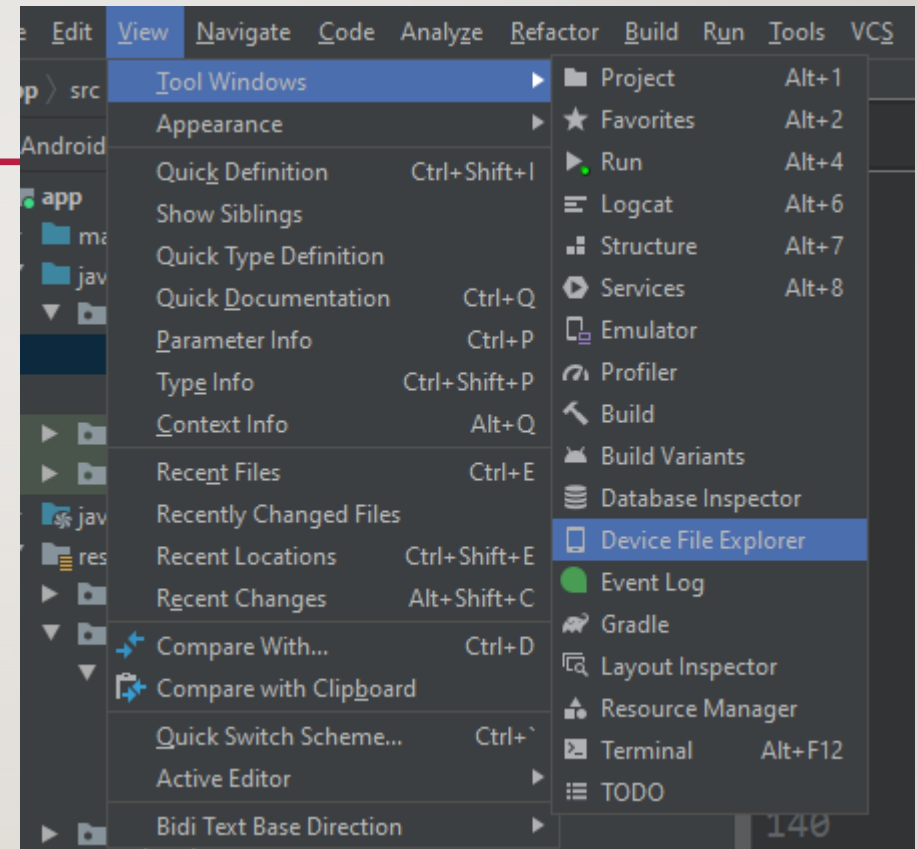 Edit View Navigate Code Analyze Refactor Build Run Tools VCS
src
Android
app
Tool Windows
Appearance
Quick Definition Ctrl+Shift+I
Show Siblings
Quick Type Definition
Quick Documentation Ctrl+Q
Parameter Info Ctrl+P
Type Info Ctrl+Shift+P
Context Info Alt+Q
Recent Files Ctrl+E
Recently Changed Files
Recent Locations Ctrl+Shift+E
Recent Changes Alt+Shift+C
Compare With... Ctrl+D
Compare with Clipboard
Quick Switch Scheme... Ctrl+`
Active Editor
Bidi Text Base Direction
Project Alt+1
Favorites Alt+2
Run Alt+4
Logcat Alt+6
Structure Alt+7
Services Alt+8
Emulator
Profiler
Build
Build Variants
Database Inspector
Device File Explorer
Event Log
Gradle
Layout Inspector
Resource Manager
Terminal Alt+F12
TODO
140